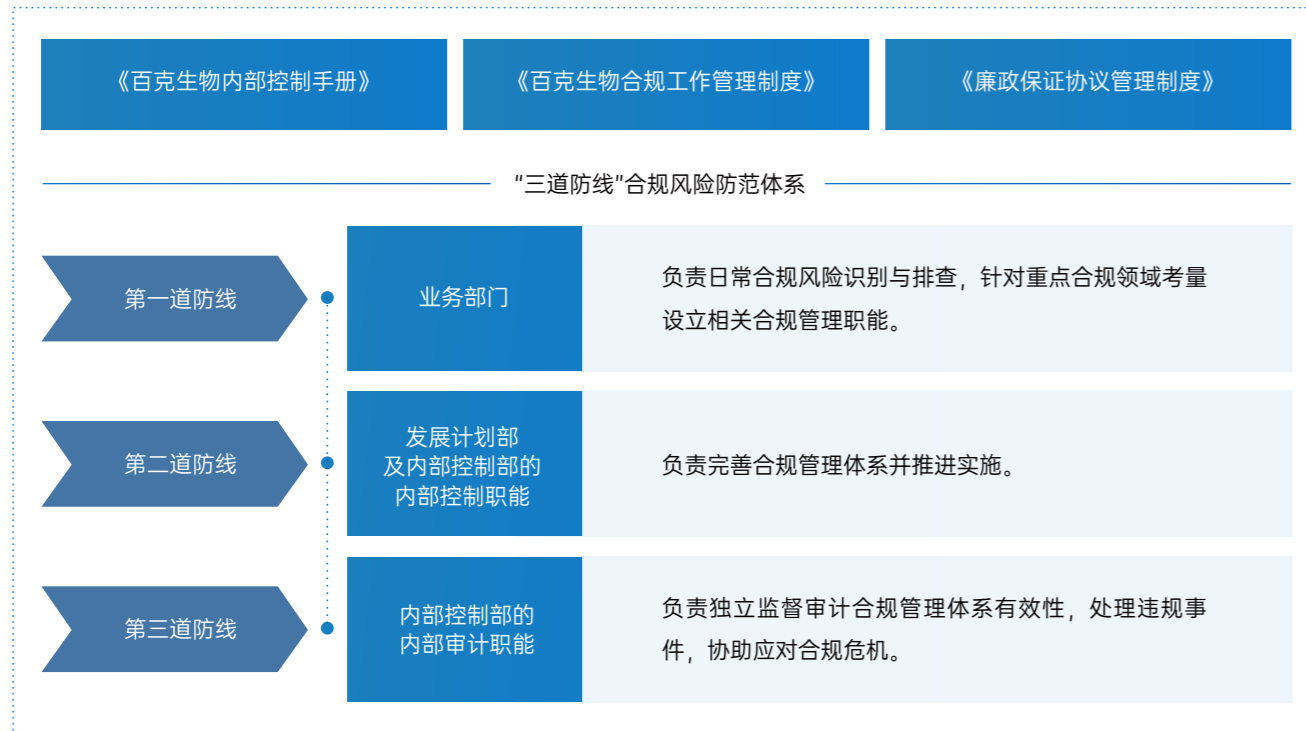 《百克生物内部控制手册》
《百克生物合规工作管理制度》
《廉政保证协议管理制度》
“三道防线”合规风险防范体系
第一道防线
业务部门
负责日常合规风险识别与排查，针对重点合规领域考量
设立相关合规管理职能。
第二道防线
发展计划部
及内部控制部的
内部控制职能
负责完善合规管理体系并推进实施。
第三道防线
内部控制部的
内部审计职能
负责独立监督审计合规管理体系有效性，处理违规事
件，协助应对合规危机。